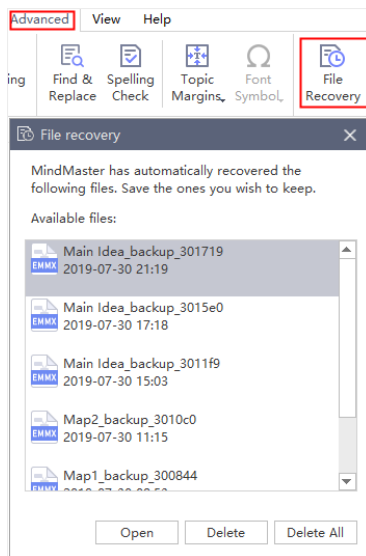 Advanced View Help
ing Find & Replace Spelling Check Topic Margins Font Symbol File Recovery
File recovery
MindMaster has automatically recovered the
following files. Save the ones you wish to keep.
Available files:
Main Idea_backup_301719
EMMX 2019-07-30 21:19
Main Idea_backup_3015e0
EMMX 2019-07-30 17:18
Main Idea_backup_3011f9
EMMX 2019-07-30 15:03
Map2_backup_3010c0
EMMX 2019-07-30 11:15
Map1_backup_300844
EMMX
Open Delete Delete All